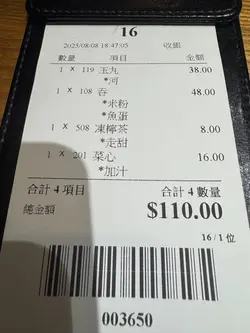 16
2025/08/08 18:47:05 收張
數量 項目 金額
1 X 119 玉丸 38.00
*河
1 X 108 吞 48.00
*米粉
*魚蛋
1 X 508 凍檸茶 8.00
*走甜
1 X 201 菜心 16.00
*加汁
合計 4 項目 合計 4 數量
總金額 $110.00
16 / 1 位
003650